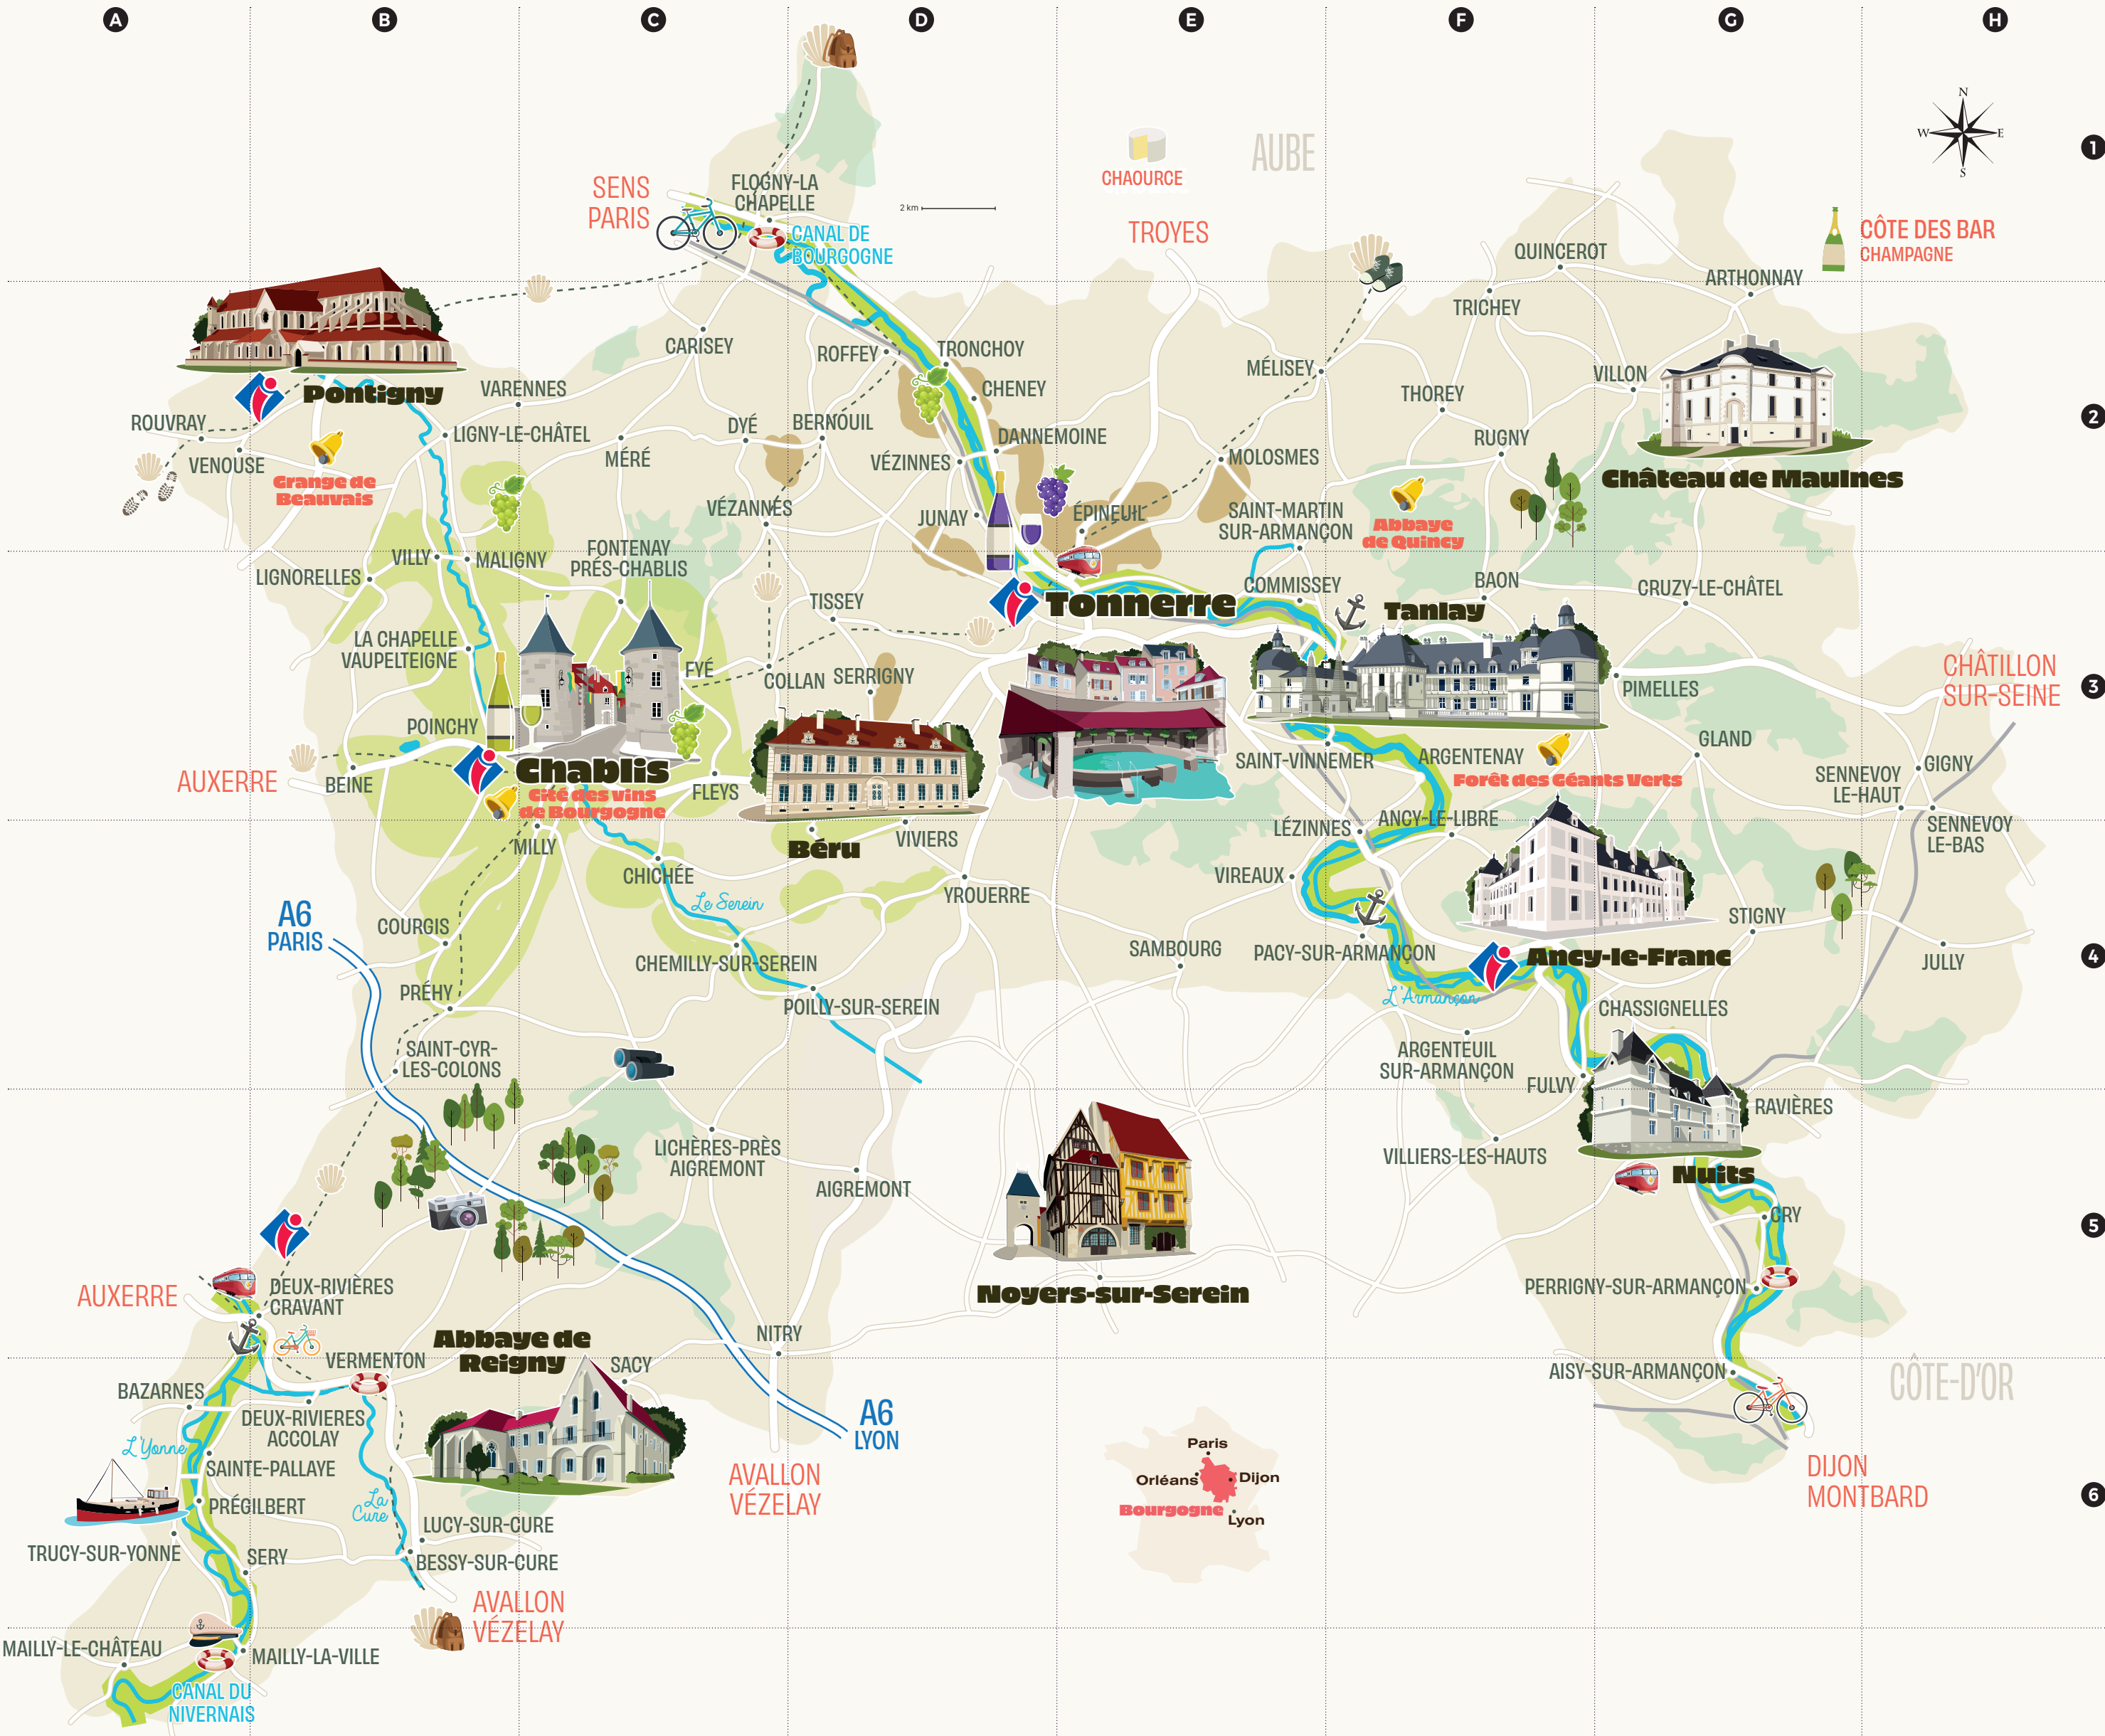 A
B
C
D
E
F
G
H
1
2
3
4
5
6
N
W
E
S
AUBE
CHAOURCE
TROYES
SENS
PARIS
FLOGNY-LA
CHAPELLE
2 km
CANAL DE
BOURGOGNE
CÔTE DES BAR
CHAMPAGNE
QUINCEROT
ARTHONNAY
TRICHEY
CARISEY
ROFFEY
TRONCHOY
MÉLISEY
VILLON
Pontigny
VARENNES
CHENEY
THOREY
ROUVRAY
LIGNY-LE-CHÂTEL
DYÉ
BERNOUIL
DANNEMOINE
RUGNY
VENOUSE
MÉRÉ
VÉZINNES
MOLOSMES
Château de Maulnes
Grange de
Beauvais
VÉZANNES
JUNAY
ÉPINEUIL
SAINT-MARTIN
SUR-ARMANÇON
Abbaye
de Quincy
VILLY
MALIGNY
FONTENAY
PRÉS-CHABLIS
LIGNORELLES
COMMISSEY
BAON
CRUZY-LE-CHÂTEL
TISSEY
Tonnerre
Tanlay
LA CHAPELLE
VAUPELTEIGNE
FYÉ
COLLAN
SERRIGNY
PIMELLES
CHÂTILLON
SUR-SEINE
POINCHY
SAINT-VINNEMER
ARGENTENAY
GLAND
GIGNY
AUXERRE
BEINE
Chablis
Cité des vins
de Bourgogne
FLEYS
Forêt des Géants Verts
SENNEVOY
LE-HAUT
MILLY
Béru
VIVIERS
LÉZINNES
ANCY-LE-LIBRE
SENNEVOY
LE-BAS
CHICHÉE
Le Serein
YROUERRE
VIREAUX
A6
PARIS
COURGIS
CHEMILLY-SUR-SEREIN
SAMBOURG
PACY-SUR-ARMANÇON
STIGNY
Ancy-le-Franc
JULLY
PRÉHY
POILLY-SUR-SEREIN
L'Armançon
CHASSIGNELLES
SAINT-CYR-
LES-COLONS
ARGENTEUIL
SUR-ARMANÇON
FULVY
RAVIÈRES
LICHÈRES-PRÈS
AIGREMONT
AIGREMONT
VILLIERS-LES-HAUTS
Nuits
CRY
AUXERRE
DEUX-RIVIÈRES
CRAVANT
Noyers-sur-Serein
PERRIGNY-SUR-ARMANÇON
Abbaye de
Reigny
NITRY
VERMENTON
SACY
AISY-SUR-ARMANÇON
CÔTE-D'OR
BAZARNES
DEUX-RIVIERES
ACCOLAY
A6
LYON
L'Yonne
SAINTE-PALLAYE
PRÉGILBERT
La
Cure
AVALLON
VÉZELAY
Paris
Orléans
Dijon
Bourgogne
Lyon
DIJON
MONTBARD
TRUCY-SUR-YONNE
SERY
LUCY-SUR-CURE
BESSY-SUR-CURE
AVALLON
VÉZELAY
MAILLY-LE-CHÂTEAU
MAILLY-LA-VILLE
CANAL DU
NIVERNAIS